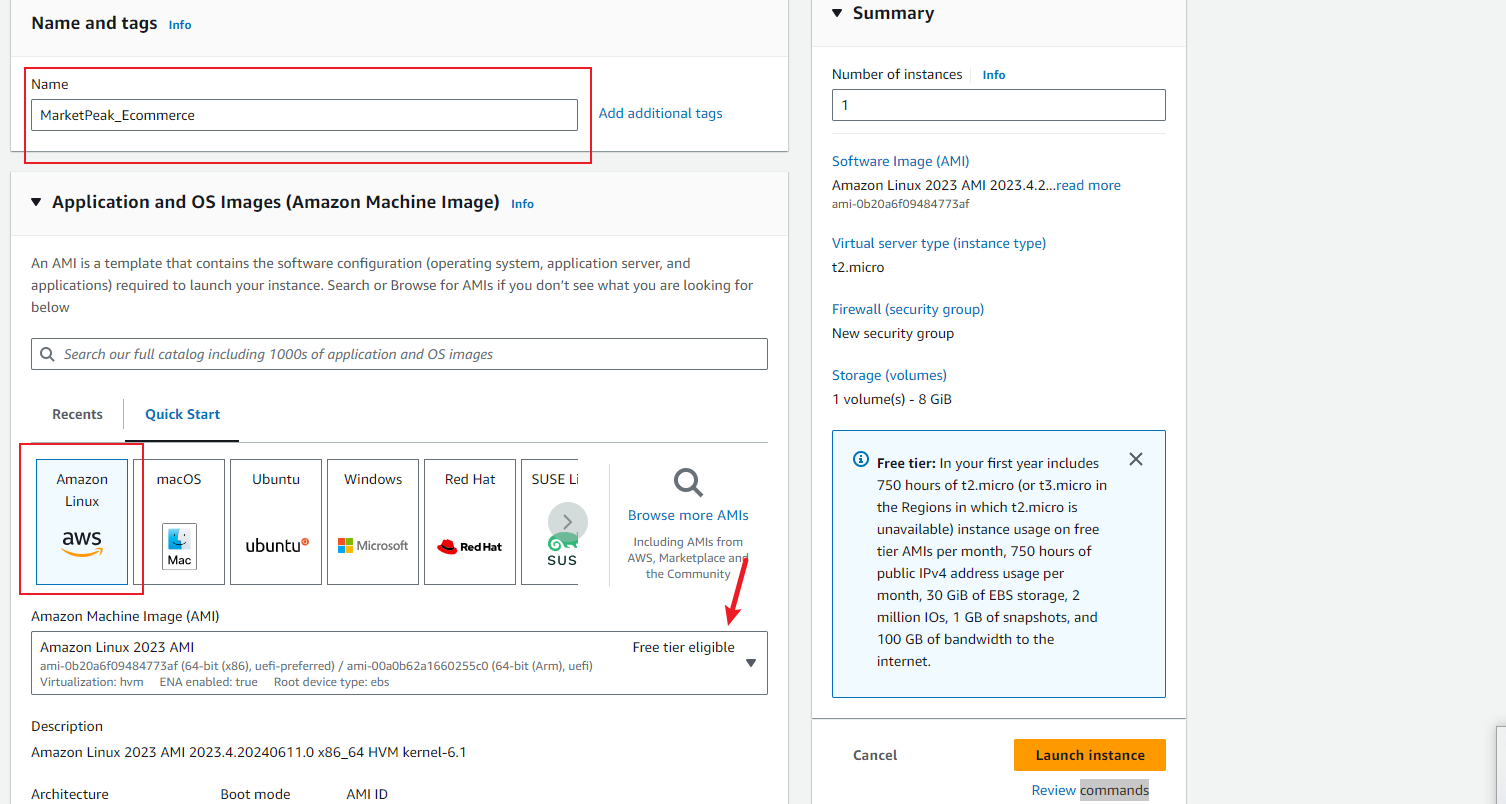 Name and tags Info
Name
MarketPeak_Ecommerce
Add additional tags
Application and OS Images (Amazon Machine Image) Info
An AMI is a template that contains the software configuration (operating system, application server, and
applications) required to launch your instance. Search or Browse for AMIs if you don't see what you are looking for
below
Search our full catalog including 1000s of application and OS images
Recents
Quick Start
Amazon
Linux
aws
macOS
Mac
Ubuntu
ubuntu
Windows
Microsoft
Red Hat
Red Hat
SUSE Li
SUS
Browse more AMIs
Including AMIs from
AWS, Marketplace and
the Community
Amazon Machine Image (AMI)
Amazon Linux 2023 AMI
Free tier eligible
ami-0b20a6f09484773af (64-bit (x86), uefi-preferred) / ami-00a0b62a1660255c0 (64-bit (Arm), uefi)
Virtualization: hvm ENA enabled: true Root device type: ebs
Description
Amazon Linux 2023 AMI 2023.4.20240611.0 x86_64 HVM kernel-6.1
Architecture
Boot mode
AMI ID
Summary
Number of instances Info
1
Software Image (AMI)
Amazon Linux 2023 AMI 2023.4.2...read more
ami-0b20a6f09484773af
Virtual server type (instance type)
t2.micro
Firewall (security group)
New security group
Storage (volumes)
1 volume(s) - 8 GiB
Free tier: In your first year includes
750 hours of t2.micro (or t3.micro in
the Regions in which t2.micro is
unavailable) instance usage on free
tier AMIs per month, 750 hours of
public IPv4 address usage per
month, 30 GiB of EBS storage, 2
million IOs, 1 GB of snapshots, and
100 GB of bandwidth to the
internet.
Cancel
Launch instance
Review commands